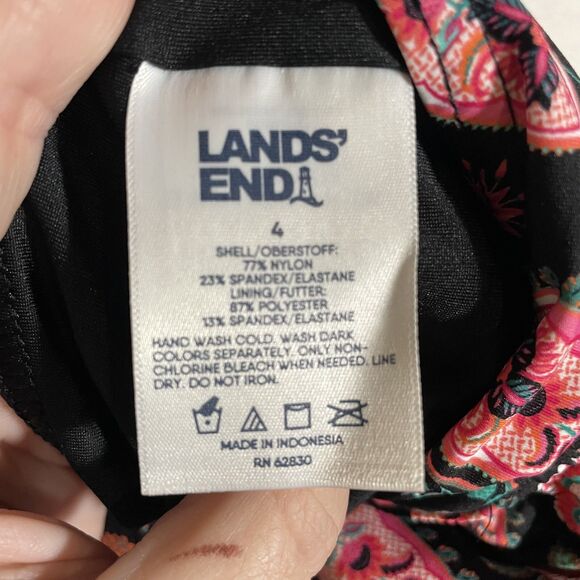 LANDS'
END
4
SHELL/OBERSTOFF:
77% NYLON
23% SPANDEX/ELASTANE
LINING/FUTTER:
87% POLYESTER
13% SPANDEX/ELASTANE
HAND WASH COLD. WASH DARK
COLORS SEPARATELY. ONLY NON-
CHLORINE BLEACH WHEN NEEDED. LINE
DRY. DO NOT IRON.
MADE IN INDONESIA
RN 62830